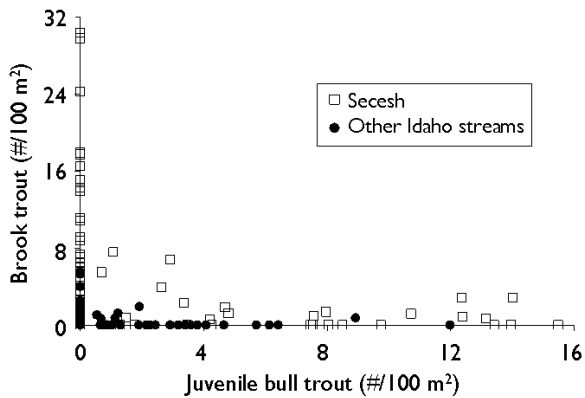 32
24
16
8
0
Brook trout (#/100 m²)
Secesh
Other Idaho streams
0 4 8 12 16
Juvenile bull trout (#/100 m²)